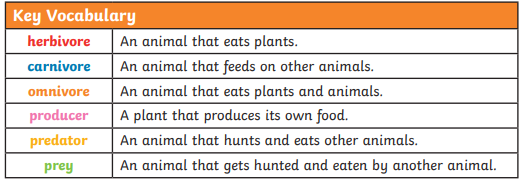 Key Vocabulary
herbivore An animal that eats plants.
carnivore An animal that feeds on other animals.
omnivore An animal that eats plants and animals.
producer A plant that produces its own food.
predator An animal that hunts and eats other animals.
prey An animal that gets hunted and eaten by another animal.